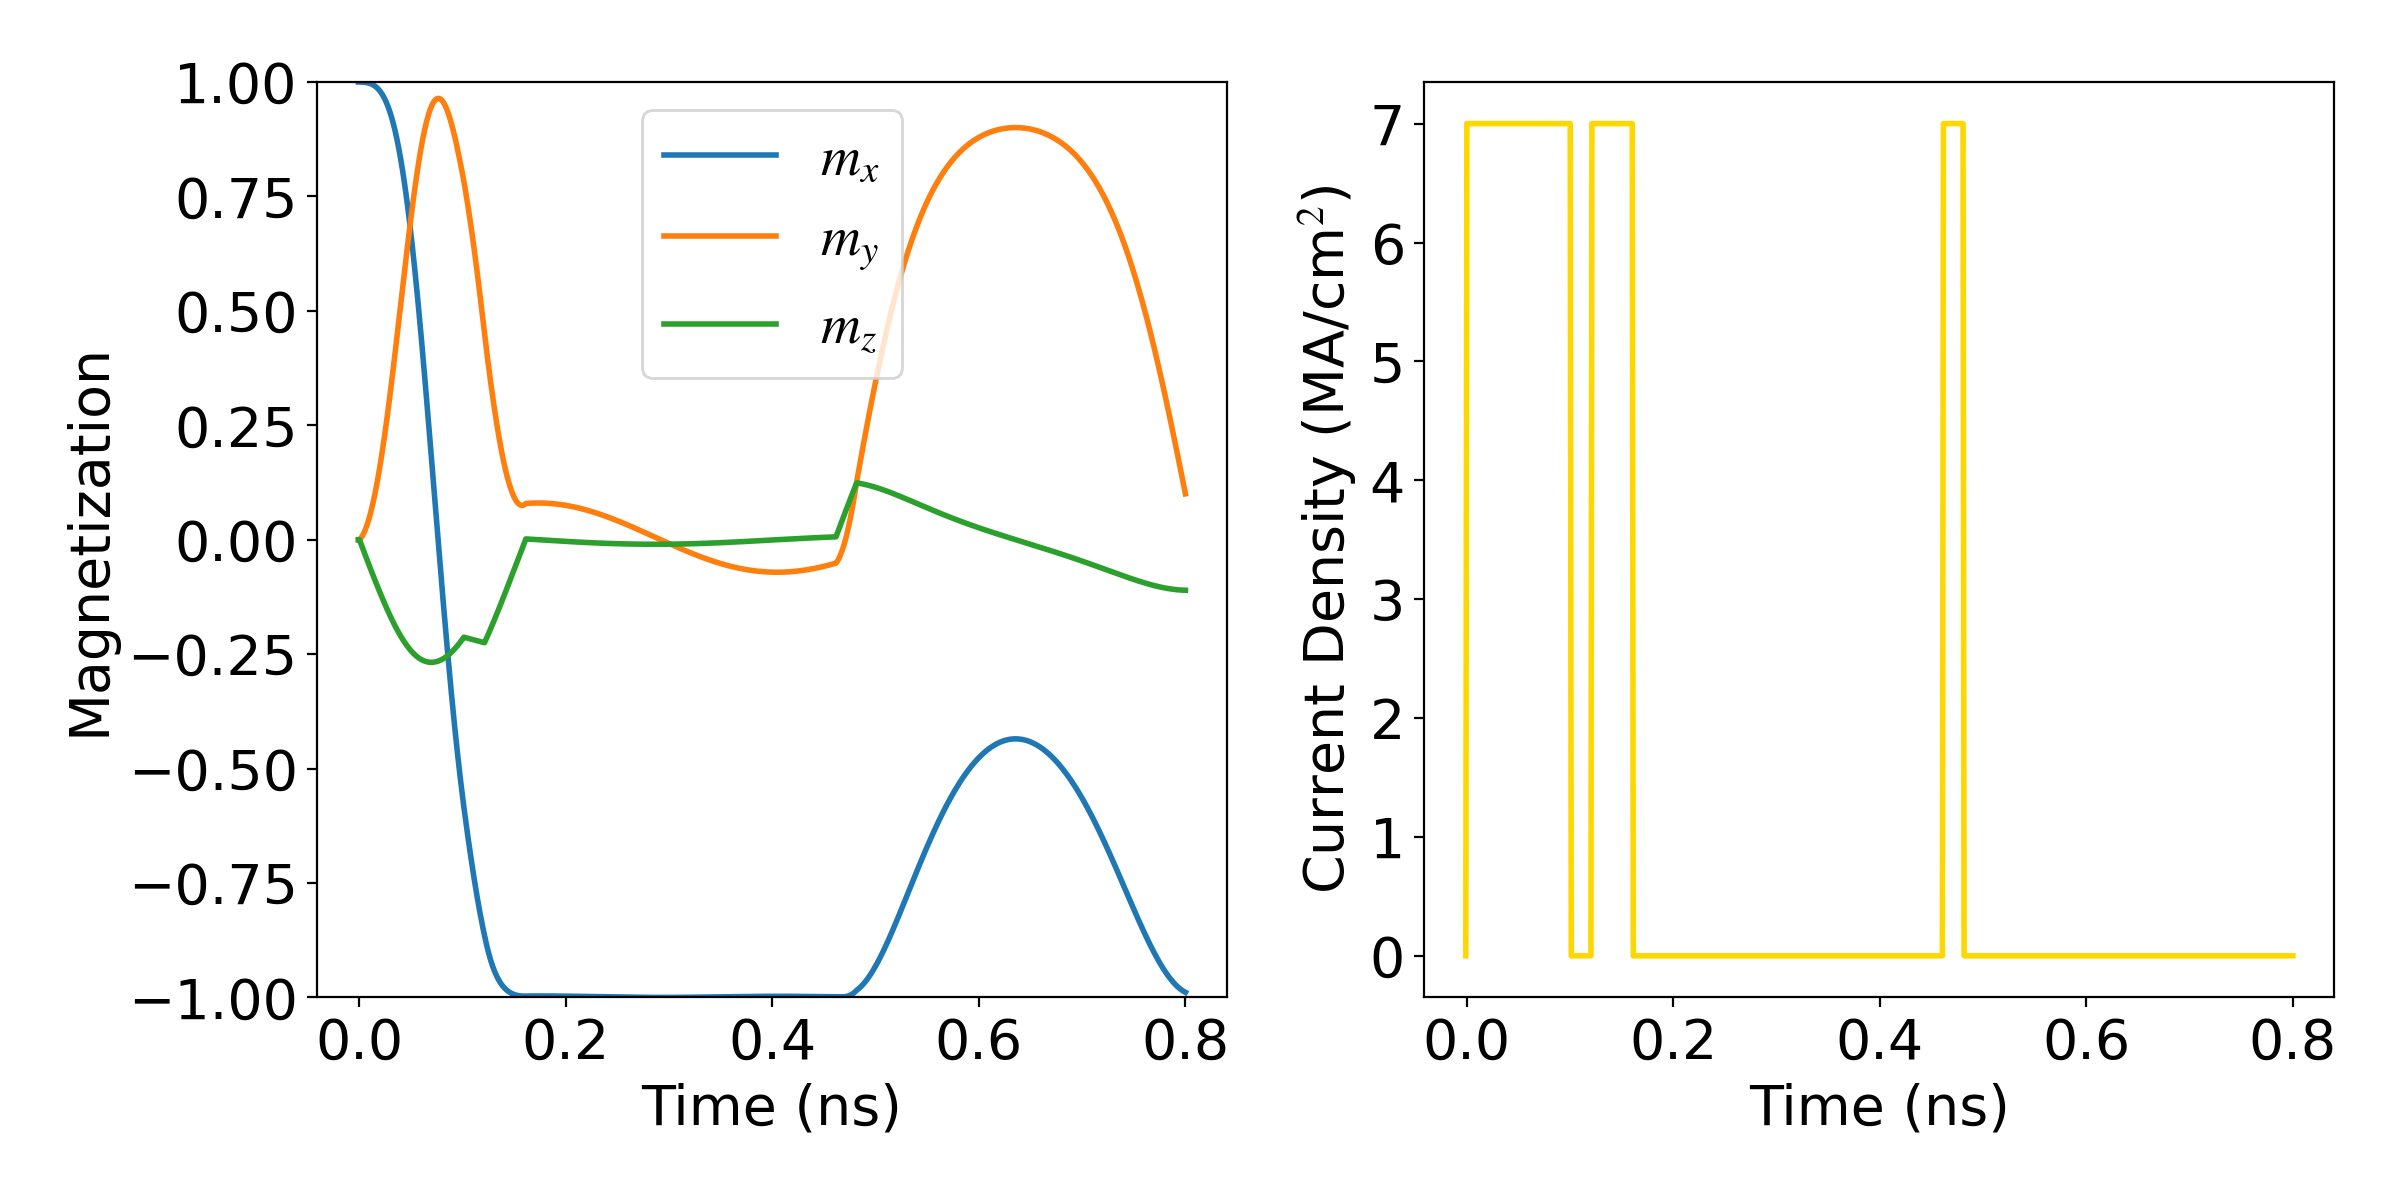 1.00
0.75
0.50
0.25
0.00
−0.25
−0.50
−0.75
−1.00
Magnetization
0.0 0.2 0.4 0.6 0.8
Time (ns)
m_x
m_y
m_z
7
6
5
4
3
2
1
0
Current Density (MA/cm²)
0.0 0.2 0.4 0.6 0.8
Time (ns)